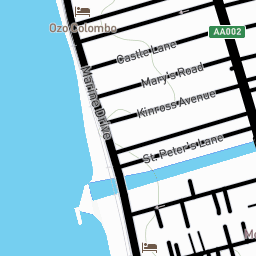 Ozo Colombo
AA002
Castle Lane
Mary's Road
Marine Drive
Kinross Avenue
St. Peter's Lane